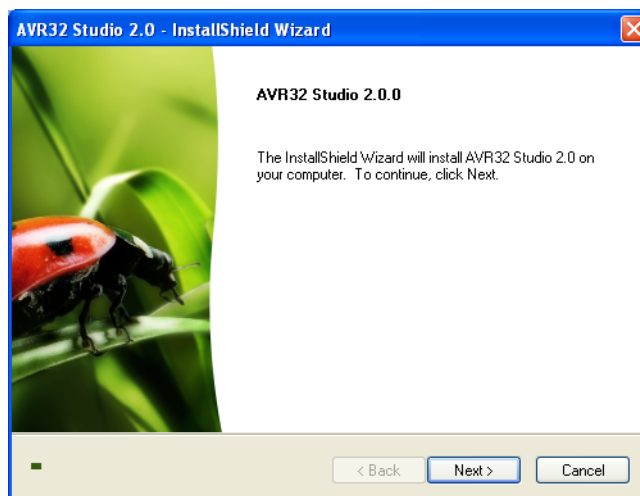 AVR32 Studio 2.0 - InstallShield Wizard
AVR32 Studio 2.0.0
The InstallShield Wizard will install AVR32 Studio 2.0 on
your computer. To continue, click Next.
< Back
Next >
Cancel